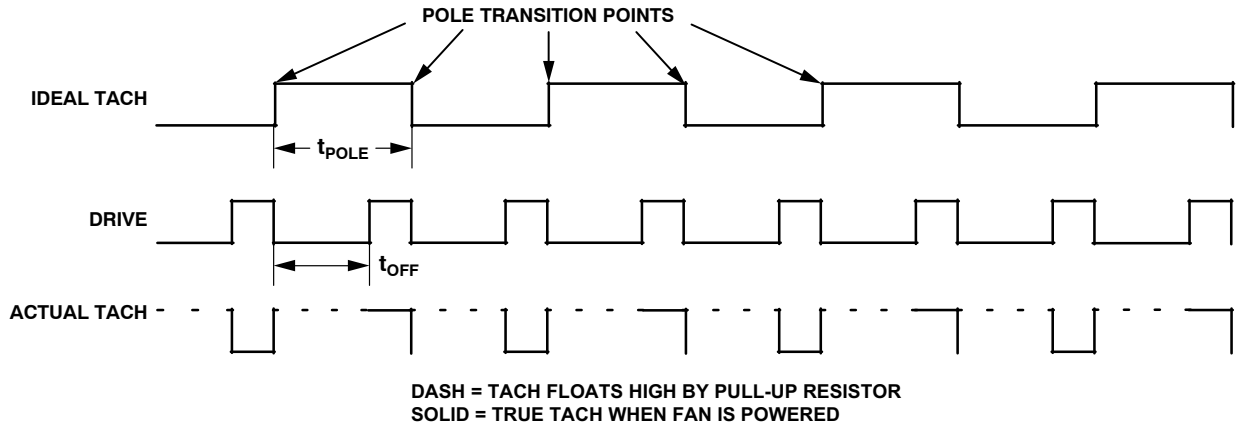 POLE TRANSITION POINTS
IDEAL TACH
tPOLE
DRIVE
tOFF
ACTUAL TACH
DASH = TACH FLOATS HIGH BY PULL-UP RESISTOR
SOLID = TRUE TACH WHEN FAN IS POWERED